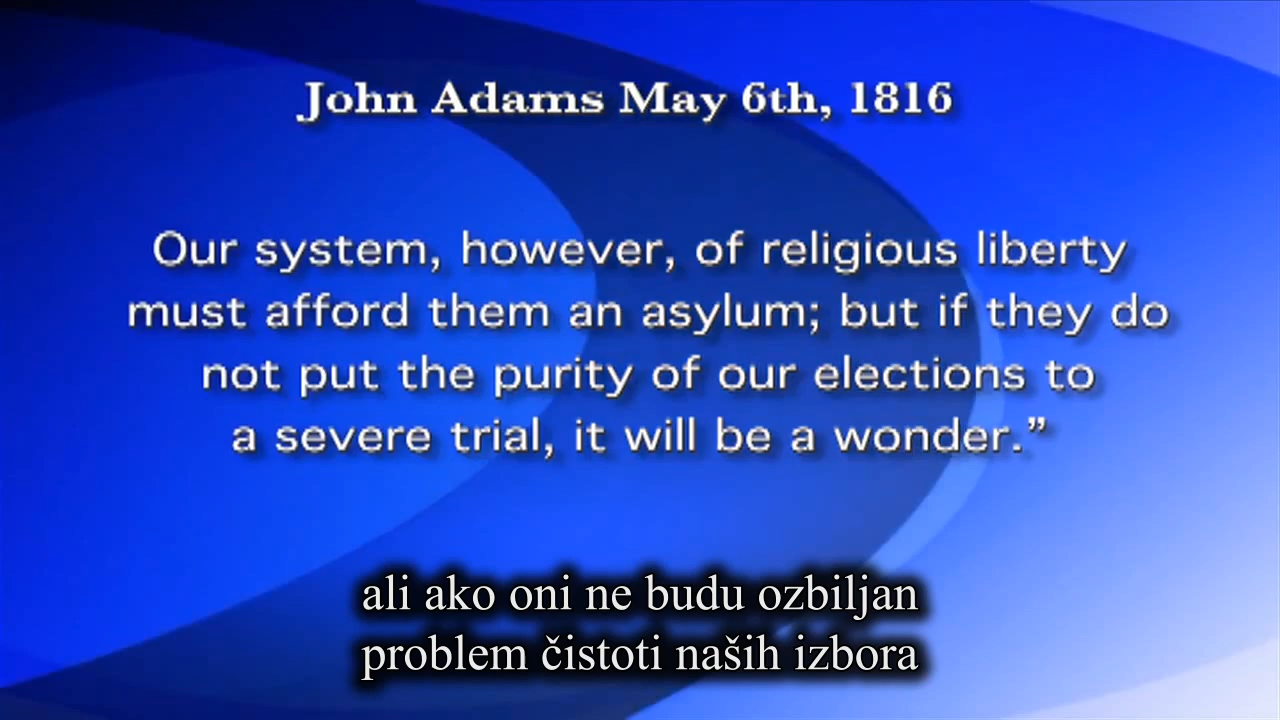 John Adams May 6th, 1816
Our system, however, of religious liberty
must afford them an asylum; but if they do
not put the purity of our elections to
a severe trial, it will be a wonder.”
ali ako oni ne budu ozbiljan
problem čistoti naših izbora